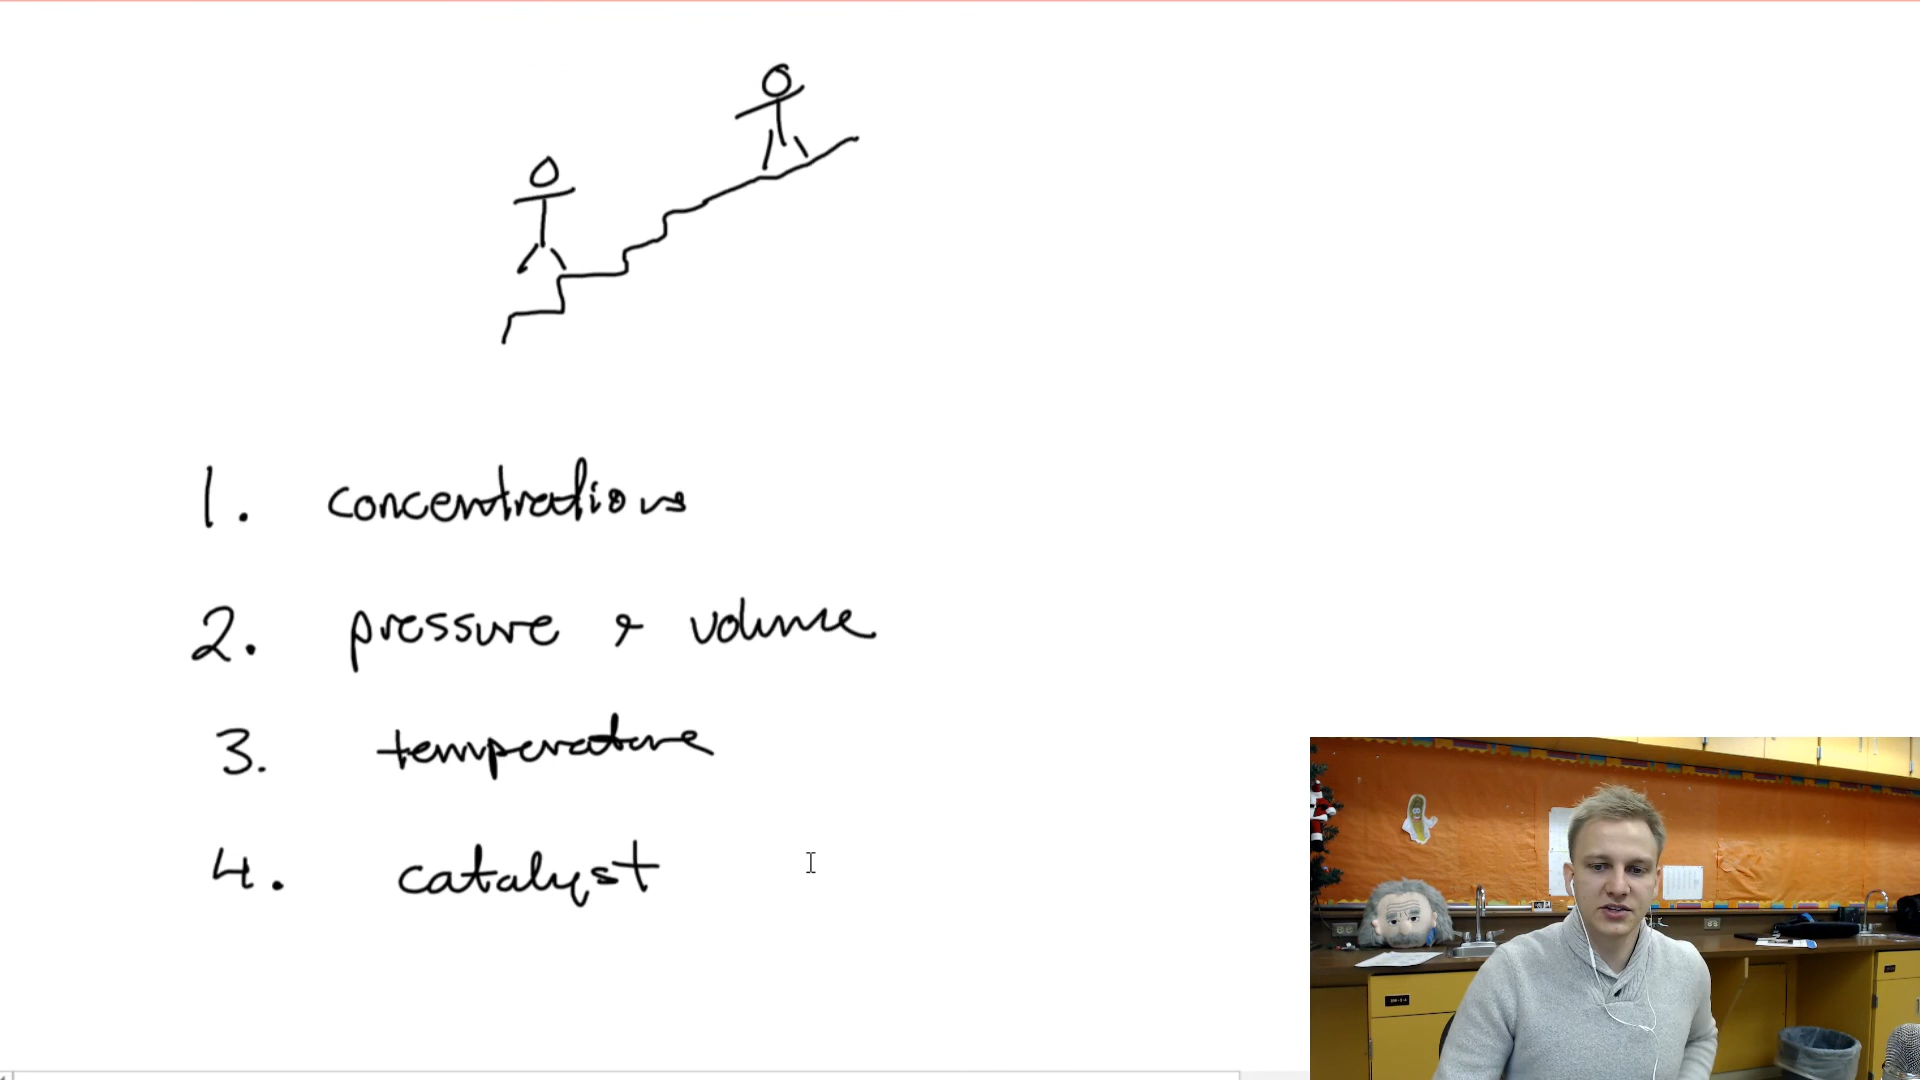 1. concentrations
2. pressure & volume
3. temperature
4. catalyst